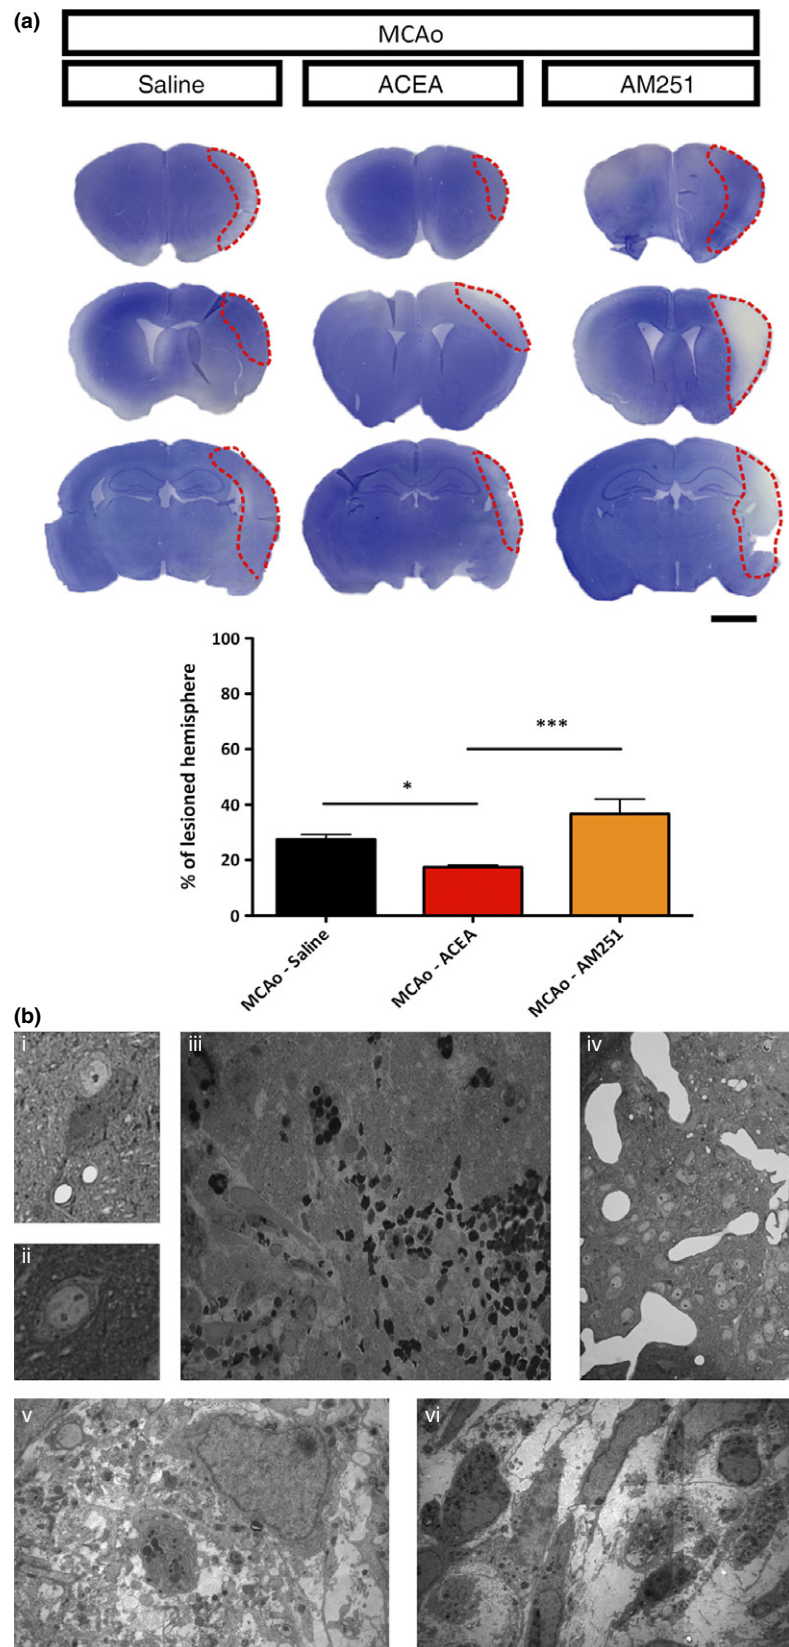 (a)
MCAo
Saline
ACEA
AM251
% of lesioned hemisphere
100
80
60
40
20
0
*
***
MCAo - Saline
MCAo - ACEA
MCAo - AM251
(b)
i
ii
iii
iv
v
vi